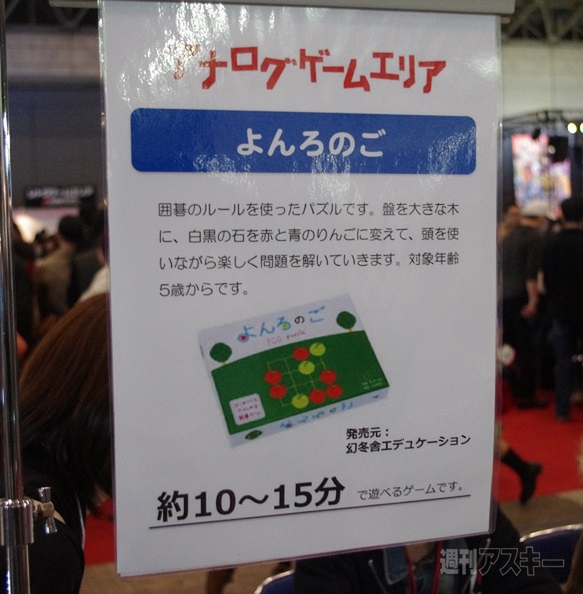 アナログゲームエリア
よんろのご
囲碁のルールを使ったパズルです。盤を大きな木
に、白黒の石を赤と青のりんごに変えて、頭を使
いながら楽しく問題を解いていきます。対象年齢
5歳からです。
よんろのご
発売元：
幻冬舎エデュケーション
約10〜15分 で遊べるゲームです。
週刊アスキー